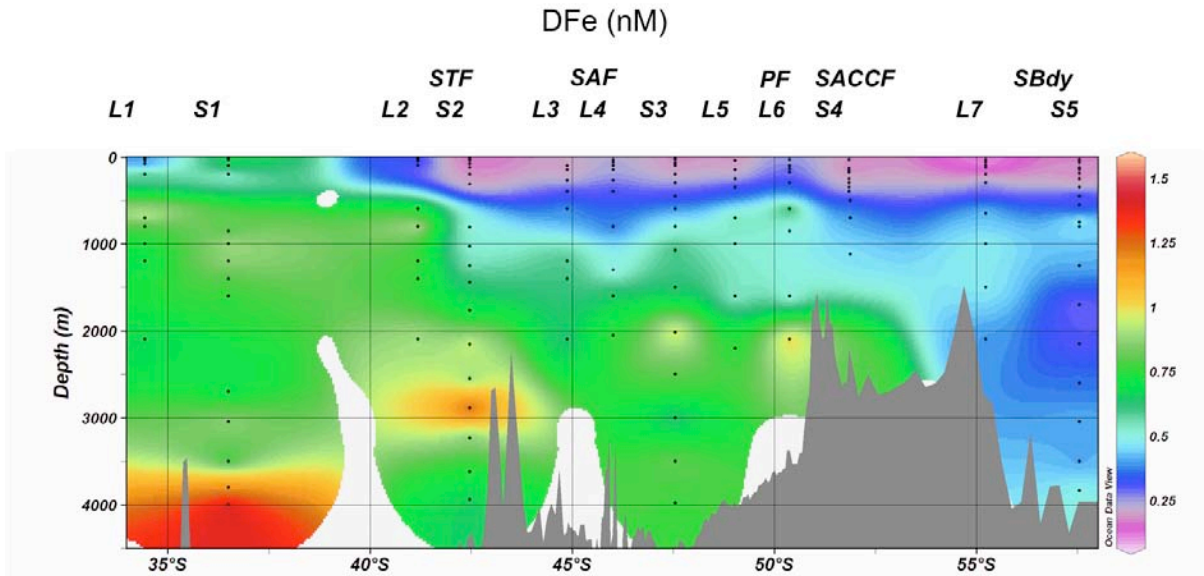 DFe (nM)
STF SAF PF SACCF SBdy
L1 S1 L2 S2 L3 L4 S3 L5 L6 S4 L7 S5
0
1000
2000
3000
4000
Depth (m)
35°S 40°S 45°S 50°S 55°S
1.5
1.25
1
0.75
0.5
0.25
Ocean Data View